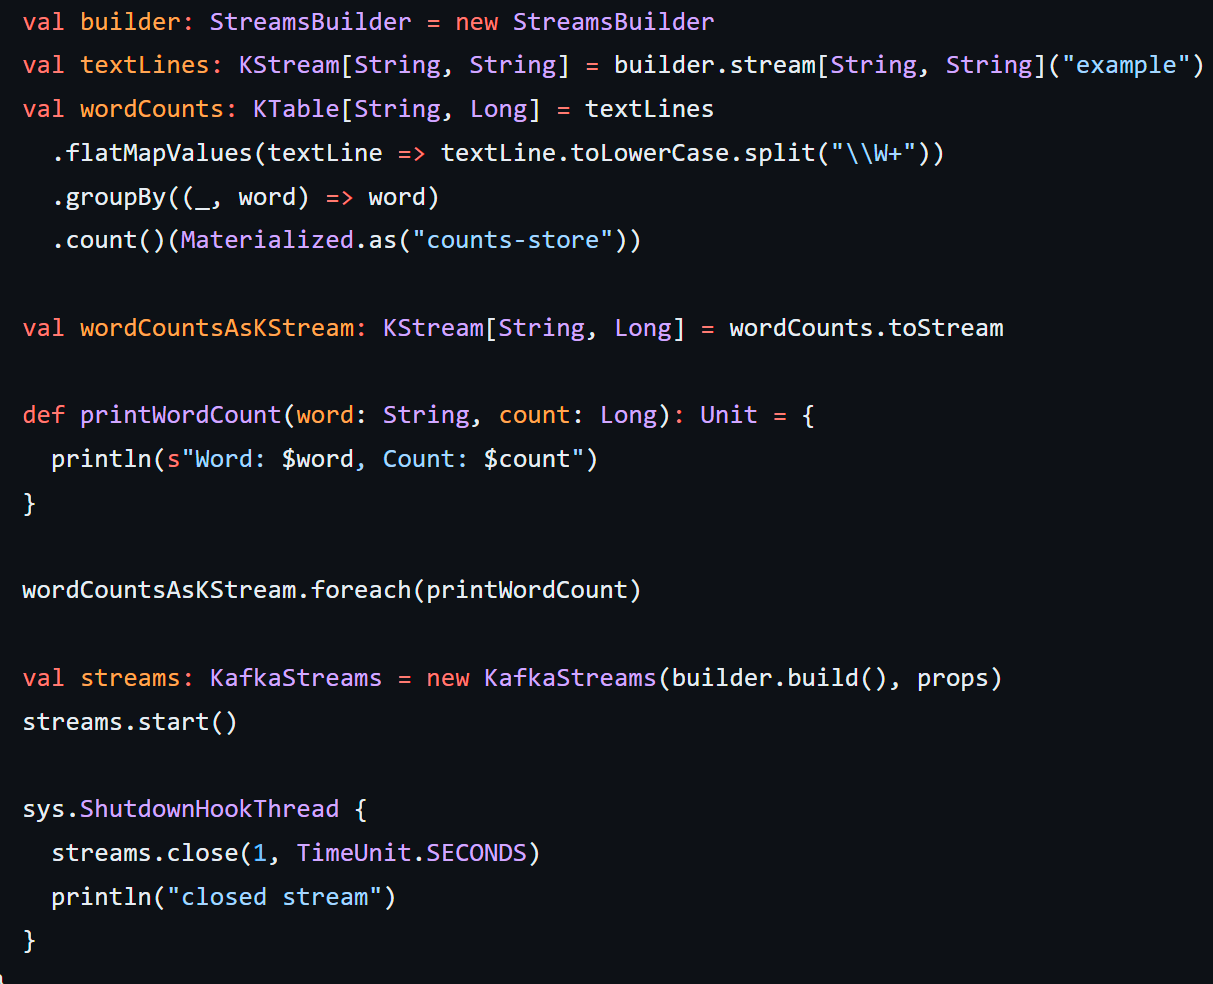 val builder: StreamsBuilder = new StreamsBuilder
val textLines: KStream[String, String] = builder.stream[String, String]("example")
val wordCounts: KTable[String, Long] = textLines
  .flatMapValues(textLine => textLine.toLowerCase.split("\\W+"))
  .groupBy((_, word) => word)
  .count()(Materialized.as("counts-store"))

val wordCountsAsKStream: KStream[String, Long] = wordCounts.toStream

def printWordCount(word: String, count: Long): Unit = {
  println(s"Word: $word, Count: $count")
}

wordCountsAsKStream.foreach(printWordCount)

val streams: KafkaStreams = new KafkaStreams(builder.build(), props)
streams.start()

sys.ShutdownHookThread {
  streams.close(1, TimeUnit.SECONDS)
  println("closed stream")
}